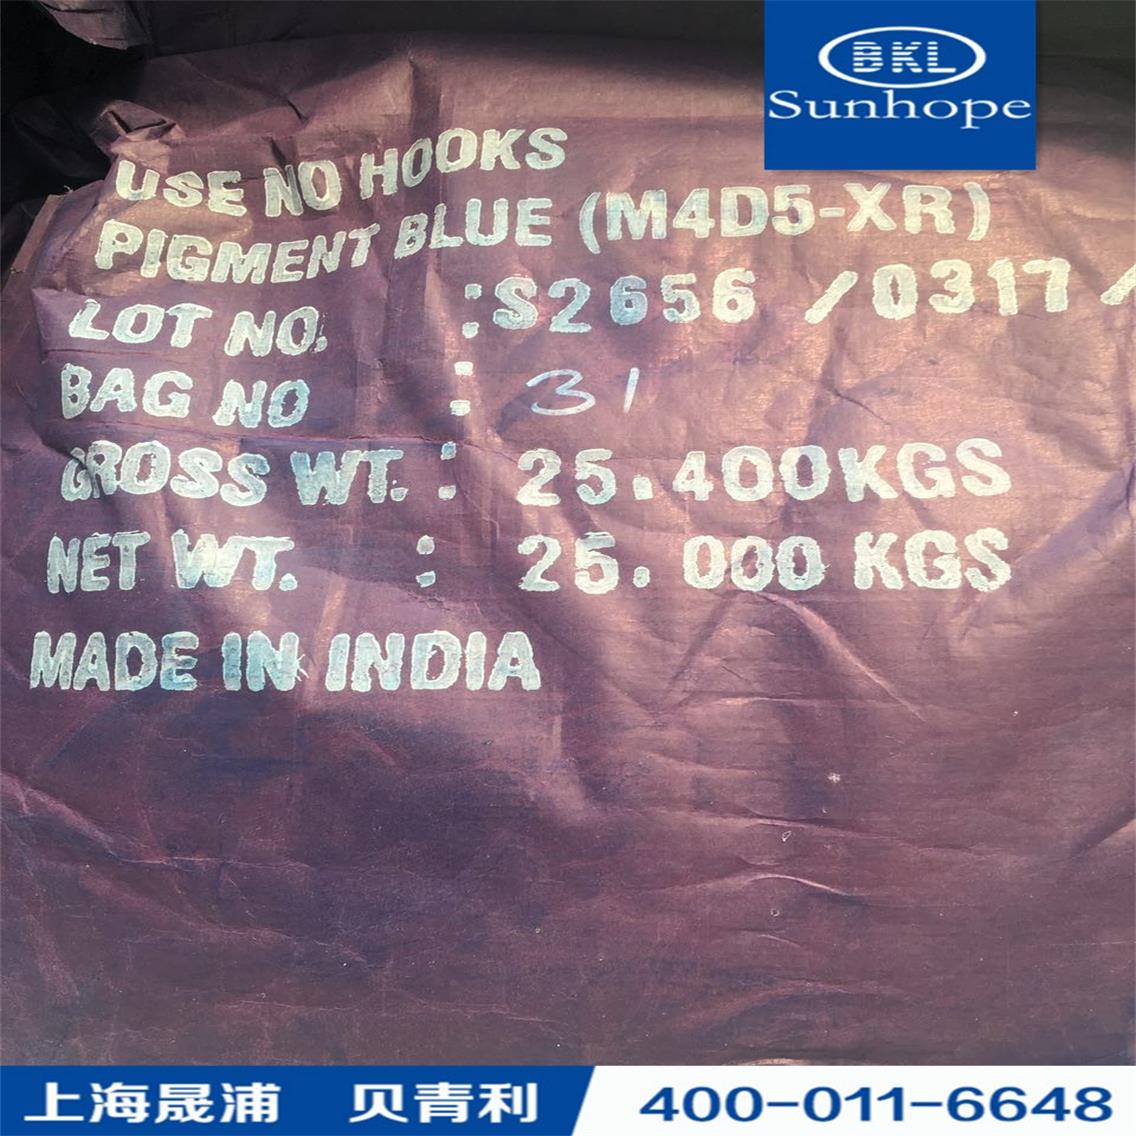 BKL
Sunhope
USE NO HOOKS
PIGMENT BLUE (M4D5-XR)
LOT NO. : S2656 /0317/
BAG NO : 31
GROSS WT. : 25.400KGS
NET WT. : 25.000 KGS
MADE IN INDIA
上海晟浦 贝青利 400-011-6648